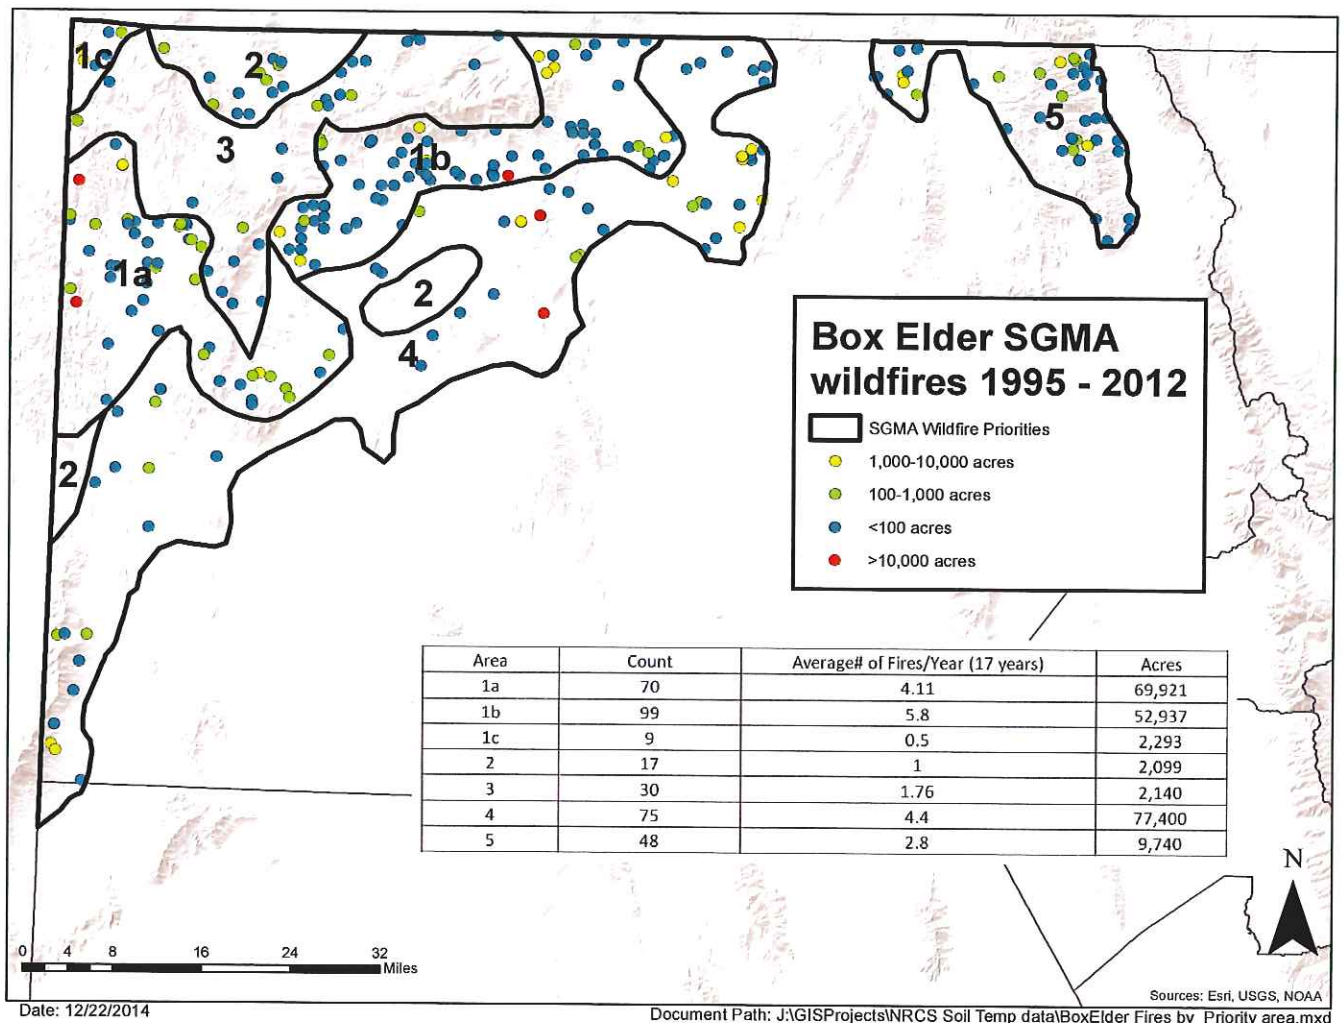 1c
2
3
1b
5
1a
2
4
2
Box Elder SGMA
wildfires 1995 - 2012
SGMA Wildfire Priorities
1,000-10,000 acres
100-1,000 acres
<100 acres
>10,000 acres
Area Count Average# of Fires/Year (17 years) Acres
1a 70 4.11 69,921
1b 99 5.8 52,937
1c 9 0.5 2,293
2 17 1 2,099
3 30 1.76 2,140
4 75 4.4 77,400
5 48 2.8 9,740
N
0 4 8 16 24 32
Miles
Sources: Esri, USGS, NOAA
Date: 12/22/2014
Document Path: J:\GISProjects\NRCS Soil Temp data\BoxElder Fires by Priority area.mxd